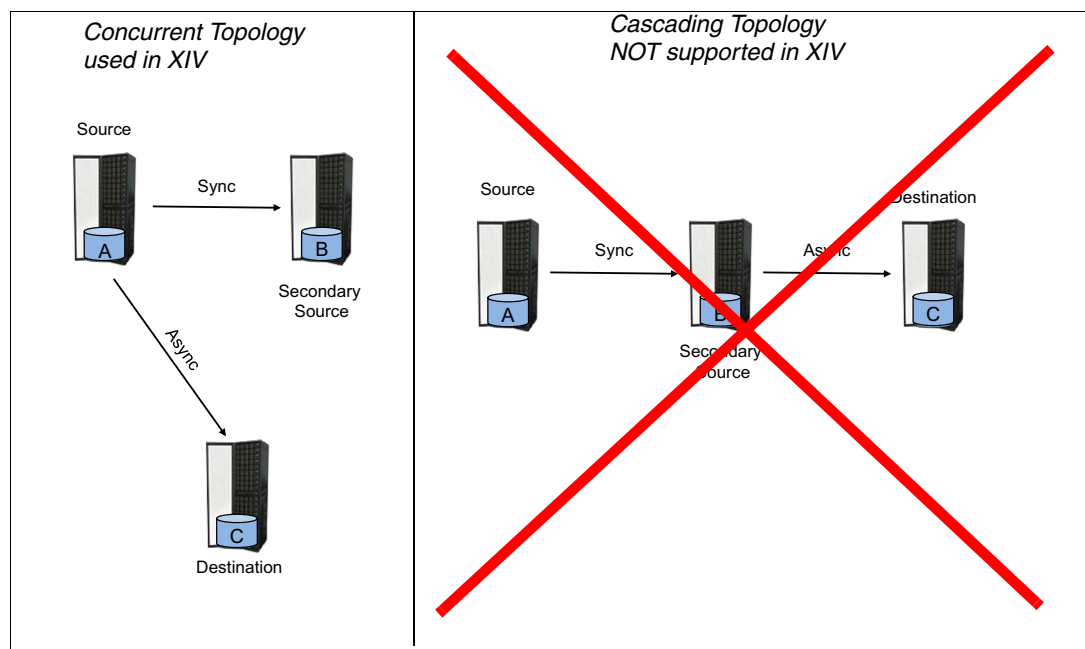 Concurrent Topology
used in XIV
Source
Sync
A
B
Secondary
Source
Async
C
Destination
Cascading Topology
NOT supported in XIV
Source
Destination
Sync
Async
A
B
C
Secondary
Source